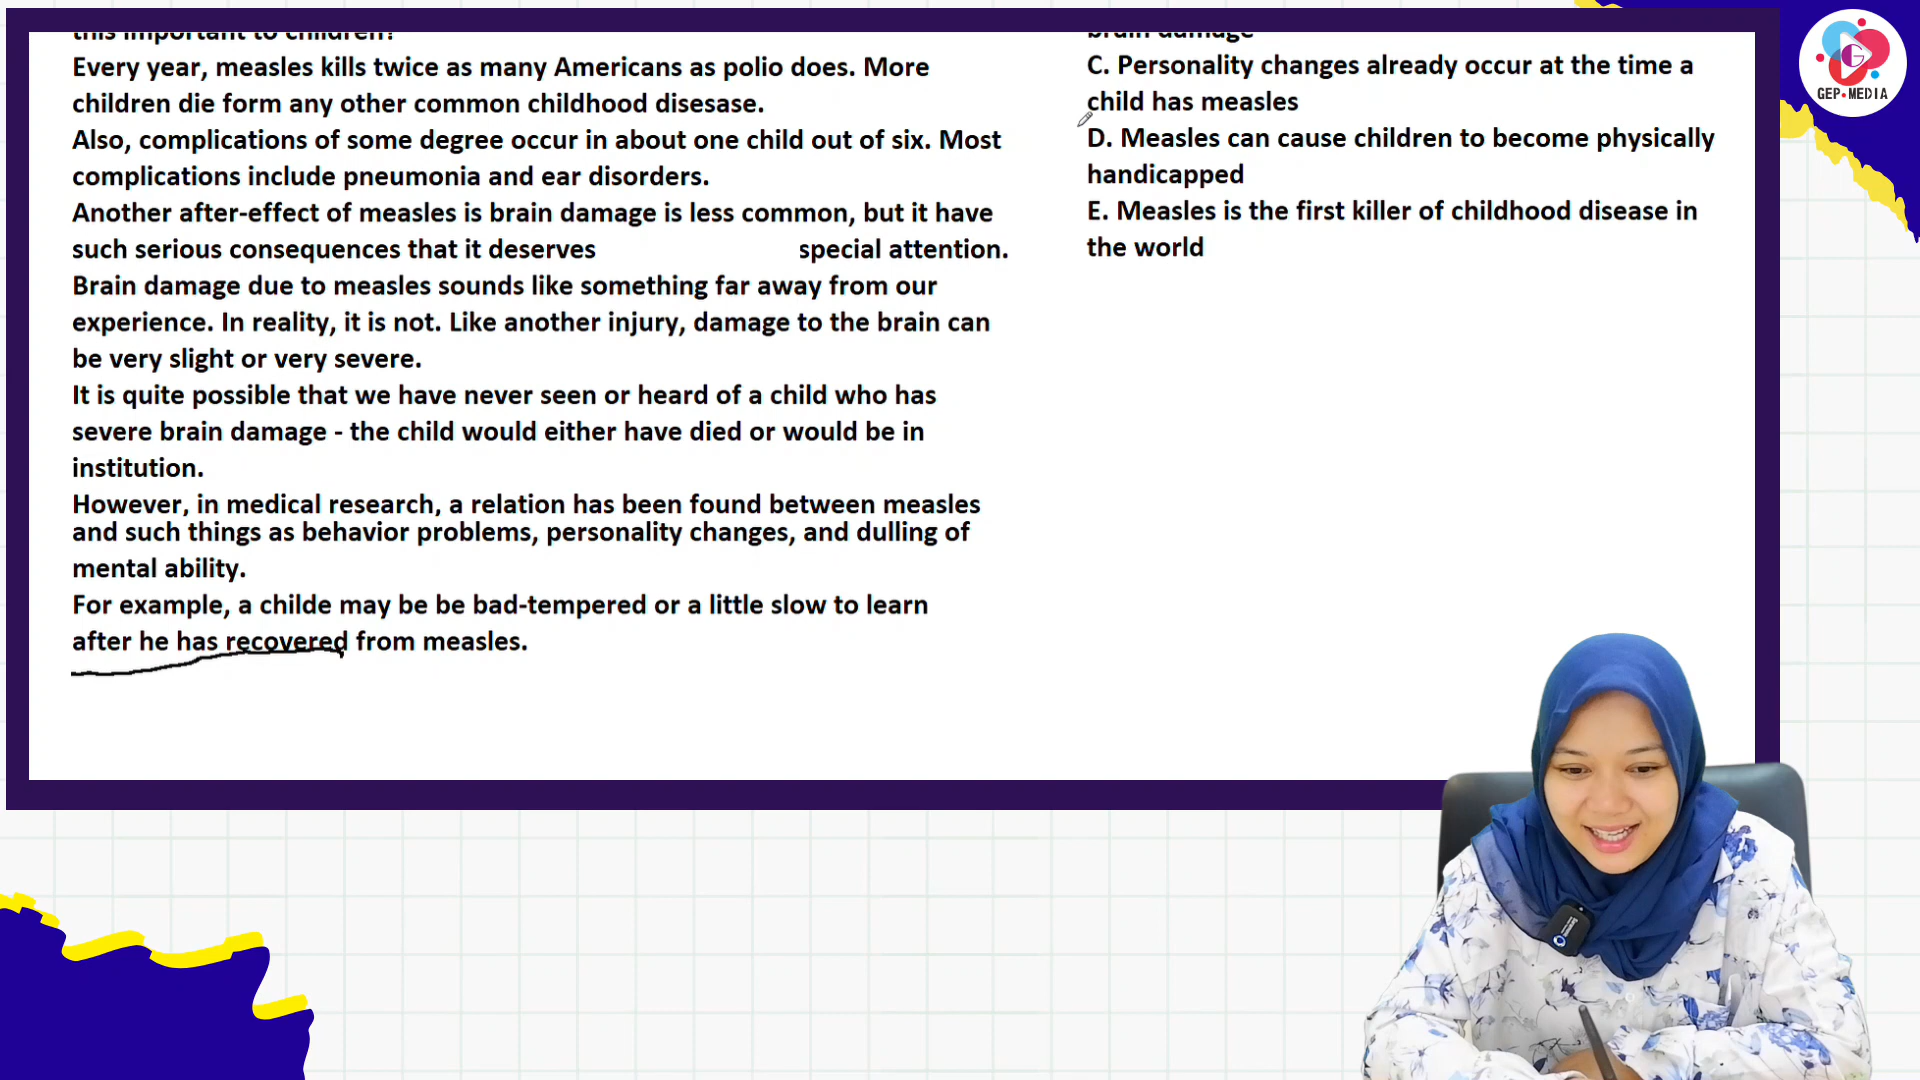 this important to children?
Every year, measles kills twice as many Americans as polio does. More
children die form any other common childhood disesase.
Also, complications of some degree occur in about one child out of six. Most
complications include pneumonia and ear disorders.
Another after-effect of measles is brain damage is less common, but it have
such serious consequences that it deserves special attention.
Brain damage due to measles sounds like something far away from our
experience. In reality, it is not. Like another injury, damage to the brain can
be very slight or very severe.
It is quite possible that we have never seen or heard of a child who has
severe brain damage - the child would either have died or would be in
institution.
However, in medical research, a relation has been found between measles
and such things as behavior problems, personality changes, and dulling of
mental ability.
For example, a childe may be be bad-tempered or a little slow to learn
after he has recovered from measles.
brain damage
C. Personality changes already occur at the time a
child has measles
D. Measles can cause children to become physically
handicapped
E. Measles is the first killer of childhood disease in
the world
GEP•MEDIA